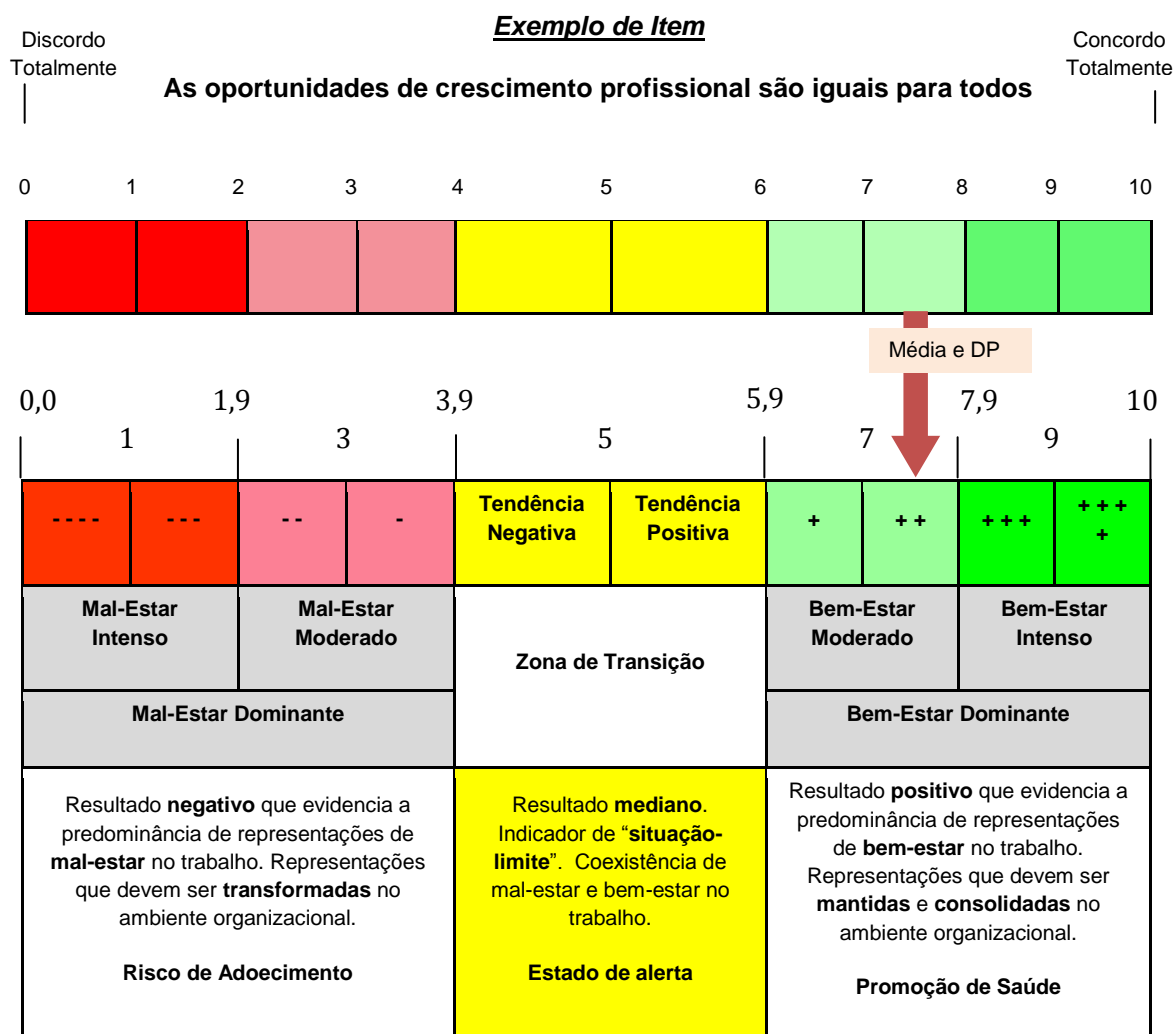 Exemplo de Item
Discordo
Totalmente
Concordo
Totalmente
As oportunidades de crescimento profissional são iguais para todos
0 1 2 3 4 5 6 7 8 9 10
Média e DP
0,0 1,9 3,9 5,9 7,9 10
1 3 5 7 9
- - - -
- - -
- -
-
Tendência
Negativa
Tendência
Positiva
+
+ +
+ + +
+ + +
+
Mal-Estar
Intenso
Mal-Estar
Moderado
Zona de Transição
Bem-Estar
Moderado
Bem-Estar
Intenso
Mal-Estar Dominante
Bem-Estar Dominante
Resultado negativo que evidencia a
predominância de representações de
mal-estar no trabalho. Representações
que devem ser transformadas no
ambiente organizacional.
Risco de Adoecimento
Resultado mediano.
Indicador de “situação-
limite”. Coexistência de
mal-estar e bem-estar no
trabalho.
Estado de alerta
Resultado positivo que evidencia a
predominância de representações
de bem-estar no trabalho.
Representações que devem ser
mantidas e consolidadas no
ambiente organizacional.
Promoção de Saúde